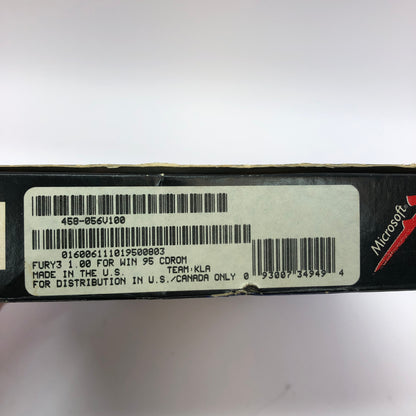 458-056V100
016006111019500803
FURY3 1.00 FOR WIN 95 CDROM
MADE IN THE U.S. TEAM:KLA
FOR DISTRIBUTION IN U.S./CANADA ONLY
0 93007 34949 4
Microsoft